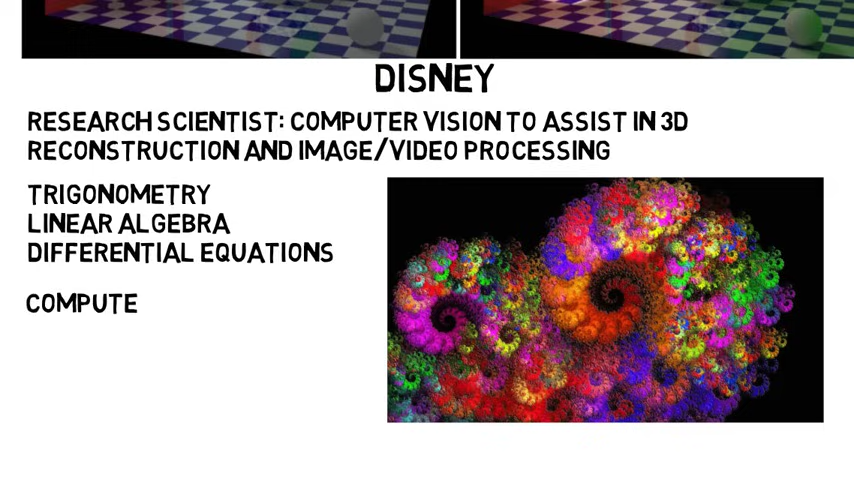 DISNEY
RESEARCH SCIENTIST: COMPUTER VISION TO ASSIST IN 3D
RECONSTRUCTION AND IMAGE/VIDEO PROCESSING
TRIGONOMETRY
LINEAR ALGEBRA
DIFFERENTIAL EQUATIONS
COMPUTE